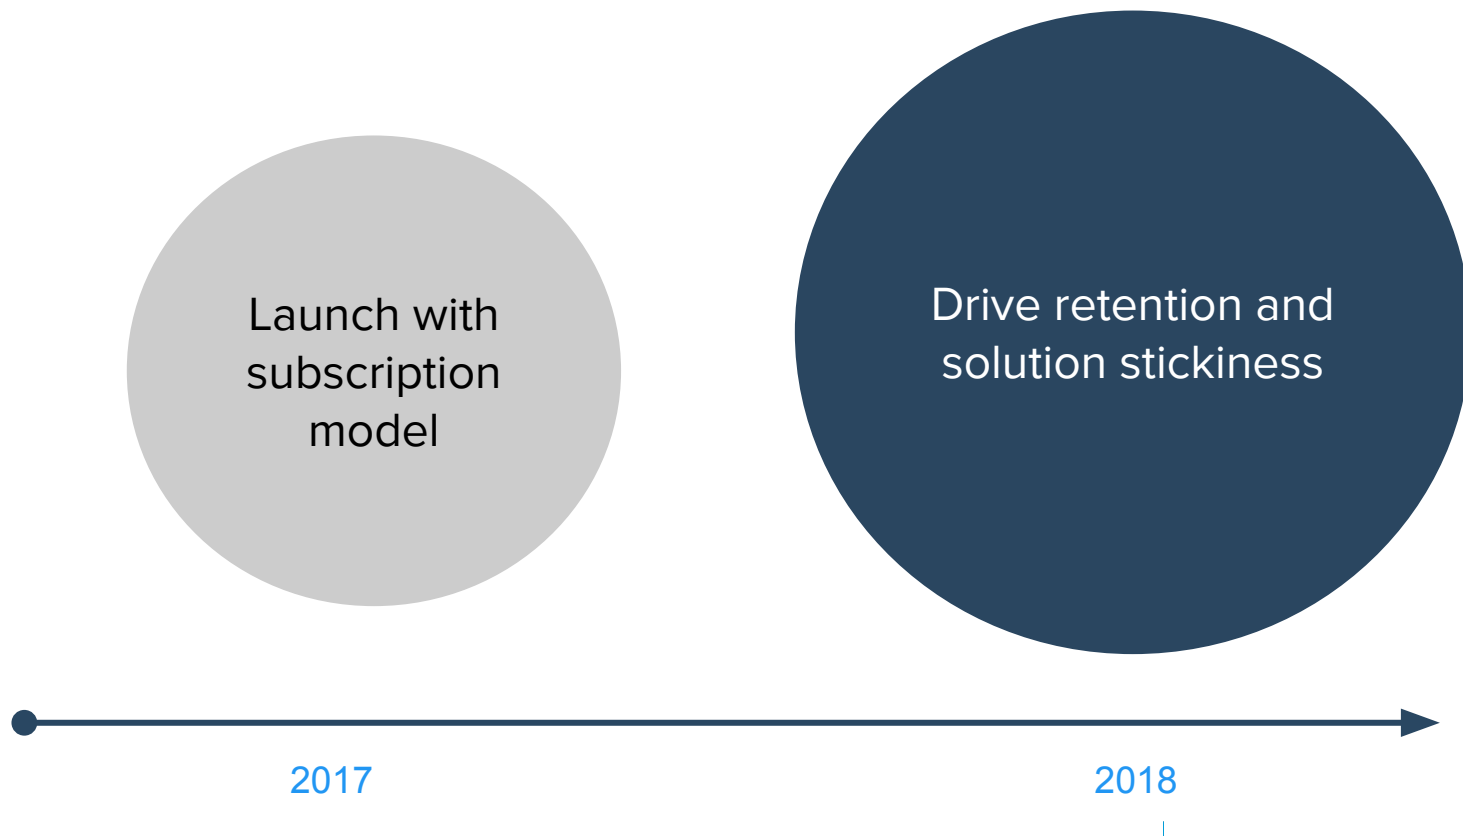 Launch with
subscription
model
Drive retention and
solution stickiness
2017
2018